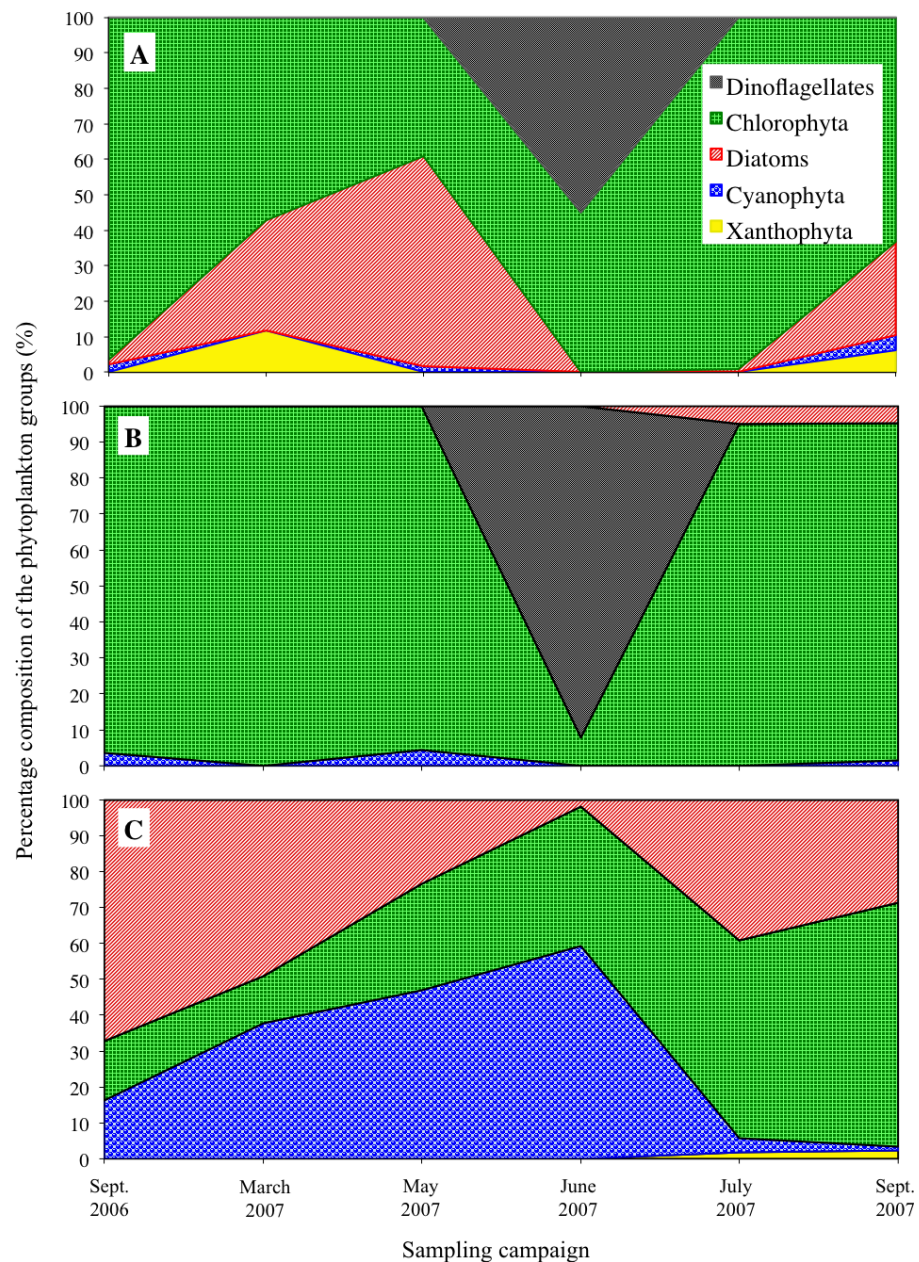 Percentage composition of the phytoplankton groups (%)
A
100
90
80
70
60
50
40
30
20
10
0
Dinoflagellates
Chlorophyta
Diatoms
Cyanophyta
Xanthophyta
B
100
90
80
70
60
50
40
30
20
10
0
C
100
90
80
70
60
50
40
30
20
10
0
Sept. March May June July Sept.
2006 2007 2007 2007 2007 2007
Sampling campaign